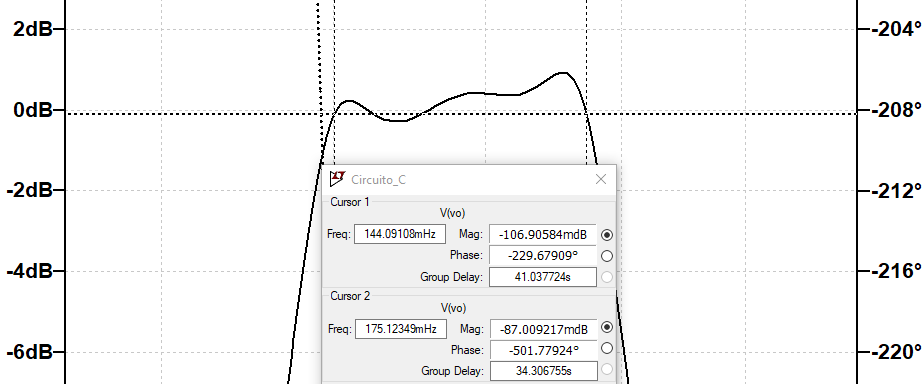 2dB
-204°
0dB
-208°
Circuito_C
-2dB
-212°
Cursor 1
V(vo)
Freq: 144.09108mHz Mag: -106.90584mdB
Phase: -229.67909°
-4dB
-216°
Group Delay: 41.037724s
Cursor 2
V(vo)
Freq: 175.12349mHz Mag: -87.009217mdB
-6dB
Phase: -501.77924°
-220°
Group Delay: 34.306755s